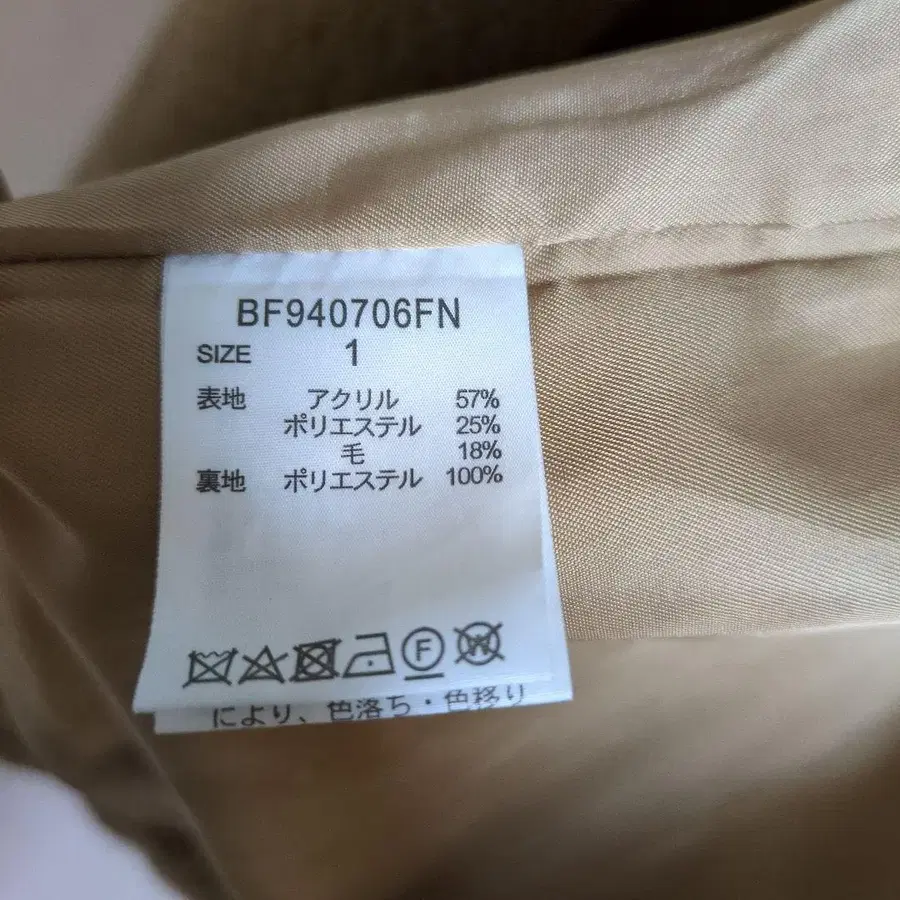 BF940706FN
SIZE 1
表地 アクリル 57%
ポリエステル 25%
毛 18%
裏地 ポリエステル 100%
F W
により、色落ち・色移り